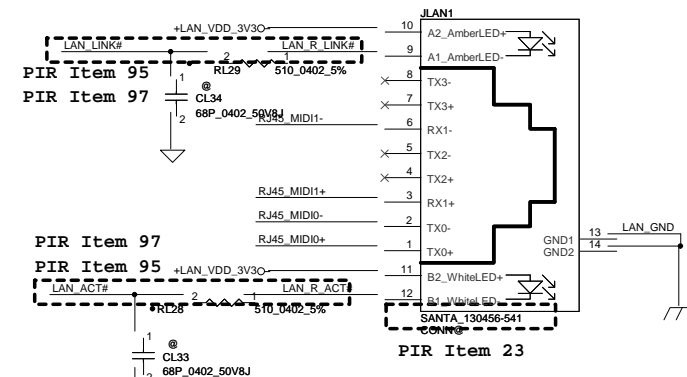 JLAN1
+LAN_VDD_3V3
10
A2_AmberLED+
LAN_LINK#
LAN_R_LINK#
9
A1_AmberLED-
2
1
RL29
510_0402_5%
PIR Item 95
PIR Item 97
1
@
CL34
2
68P_0402_50V8J
8
TX3-
7
TX3+
RJ45_MIDI1-
6
RX1-
5
TX2-
4
TX2+
RJ45_MIDI1+
3
RX1+
RJ45_MIDI0-
2
TX0-
RJ45_MIDI0+
1
TX0+
GND1
13
LAN_GND
GND2
14
PIR Item 97
PIR Item 95
+LAN_VDD_3V3
11
B2_WhiteLED+
LAN_ACT#
LAN_R_ACT#
12
B1_WhiteLED-
2
1
RL28
510_0402_5%
SANTA_130456-541
CONN@
PIR Item 23
1
@
CL33
2
68P_0402_50V8J